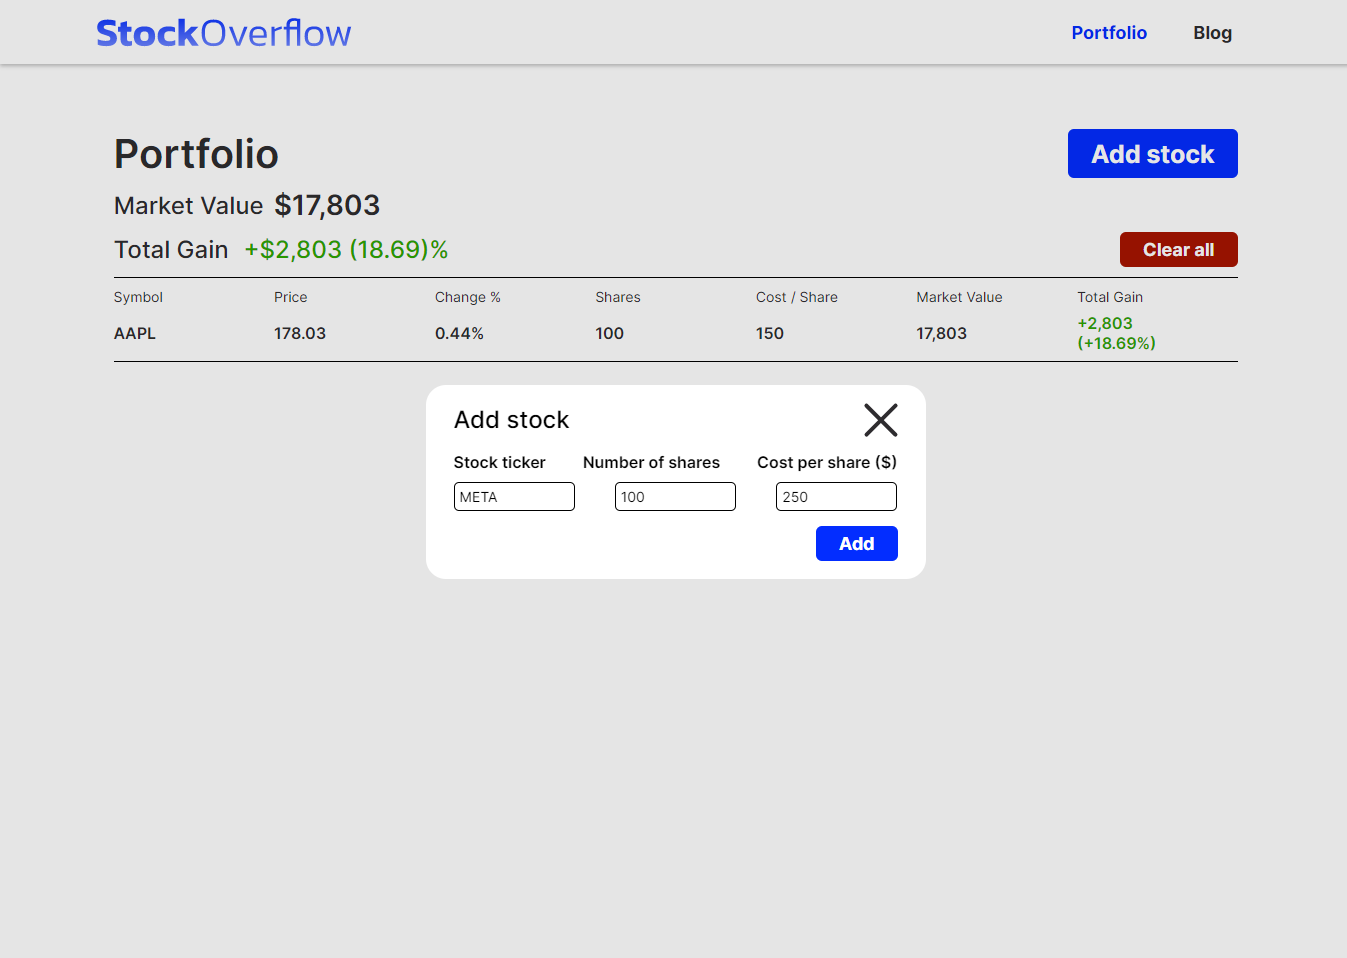 StockOverflow
Portfolio Blog
Portfolio
Add stock
Market Value $17,803
Total Gain +$2,803 (18.69)%
Clear all
Symbol Price Change % Shares Cost / Share Market Value Total Gain
AAPL 178.03 0.44% 100 150 17,803 +2,803
(+18.69%)
Add stock
Stock ticker Number of shares Cost per share ($)
META 100 250
Add